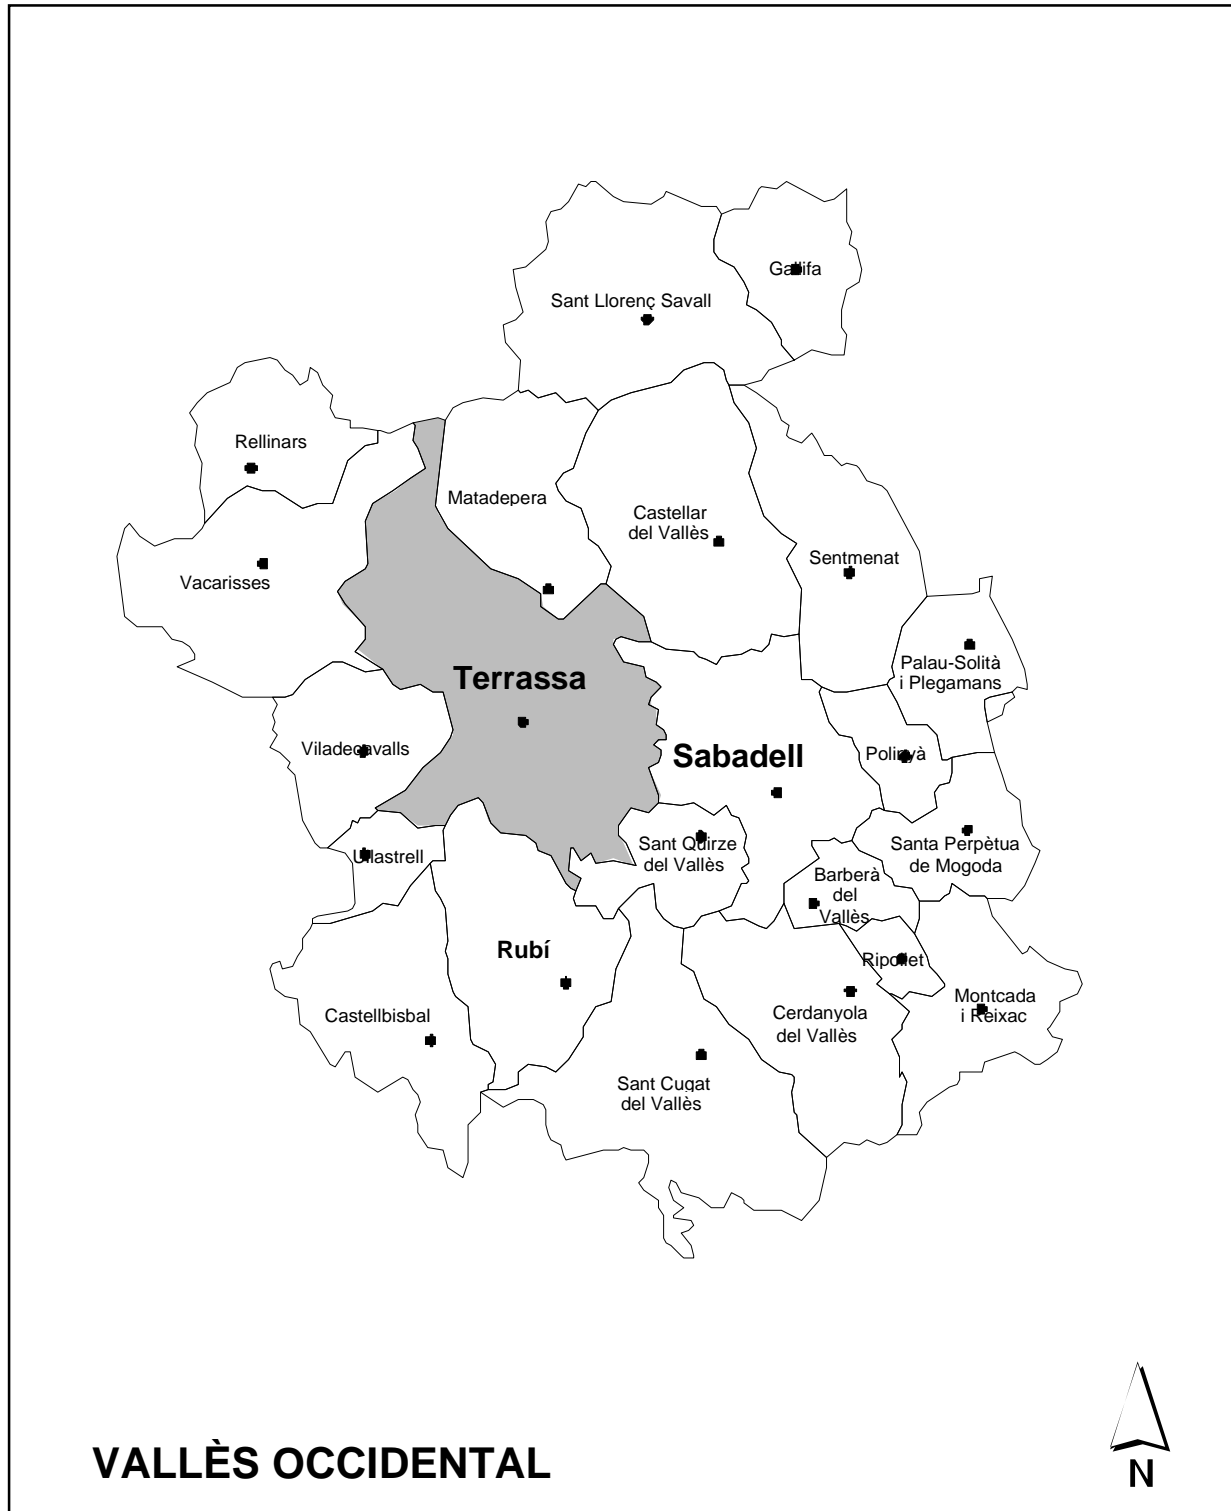 Gallifa
Sant Llorenç Savall
Rellinars
Matadepera
Castellar
del Vallès
Sentmenat
Vacarisses
Palau-Solità
i Plegamans
Terrassa
Viladecavalls
Sabadell
Polinyà
Ullastrell
Sant Quirze
del Vallès
Santa Perpètua
de Mogoda
Barberà
del
Vallès
Rubí
Ripollet
Castellbisbal
Cerdanyola
del Vallès
Montcada
i Reixac
Sant Cugat
del Vallès
VALLÈS OCCIDENTAL
N